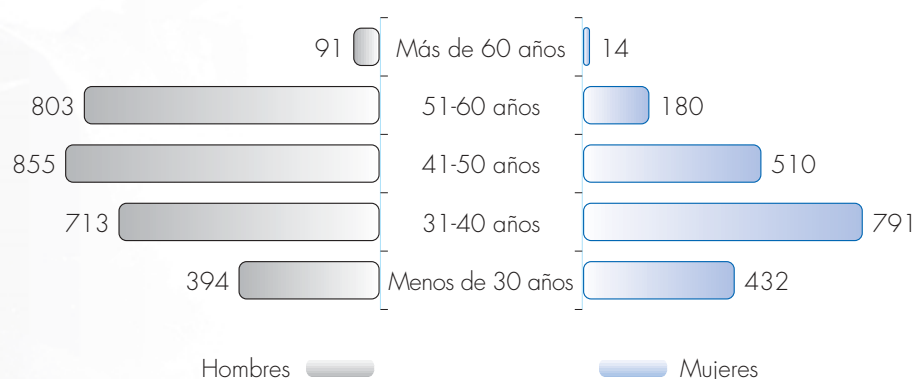 91 Más de 60 años 14
803 51-60 años 180
855 41-50 años 510
713 31-40 años 791
394 Menos de 30 años 432
Hombres Mujeres